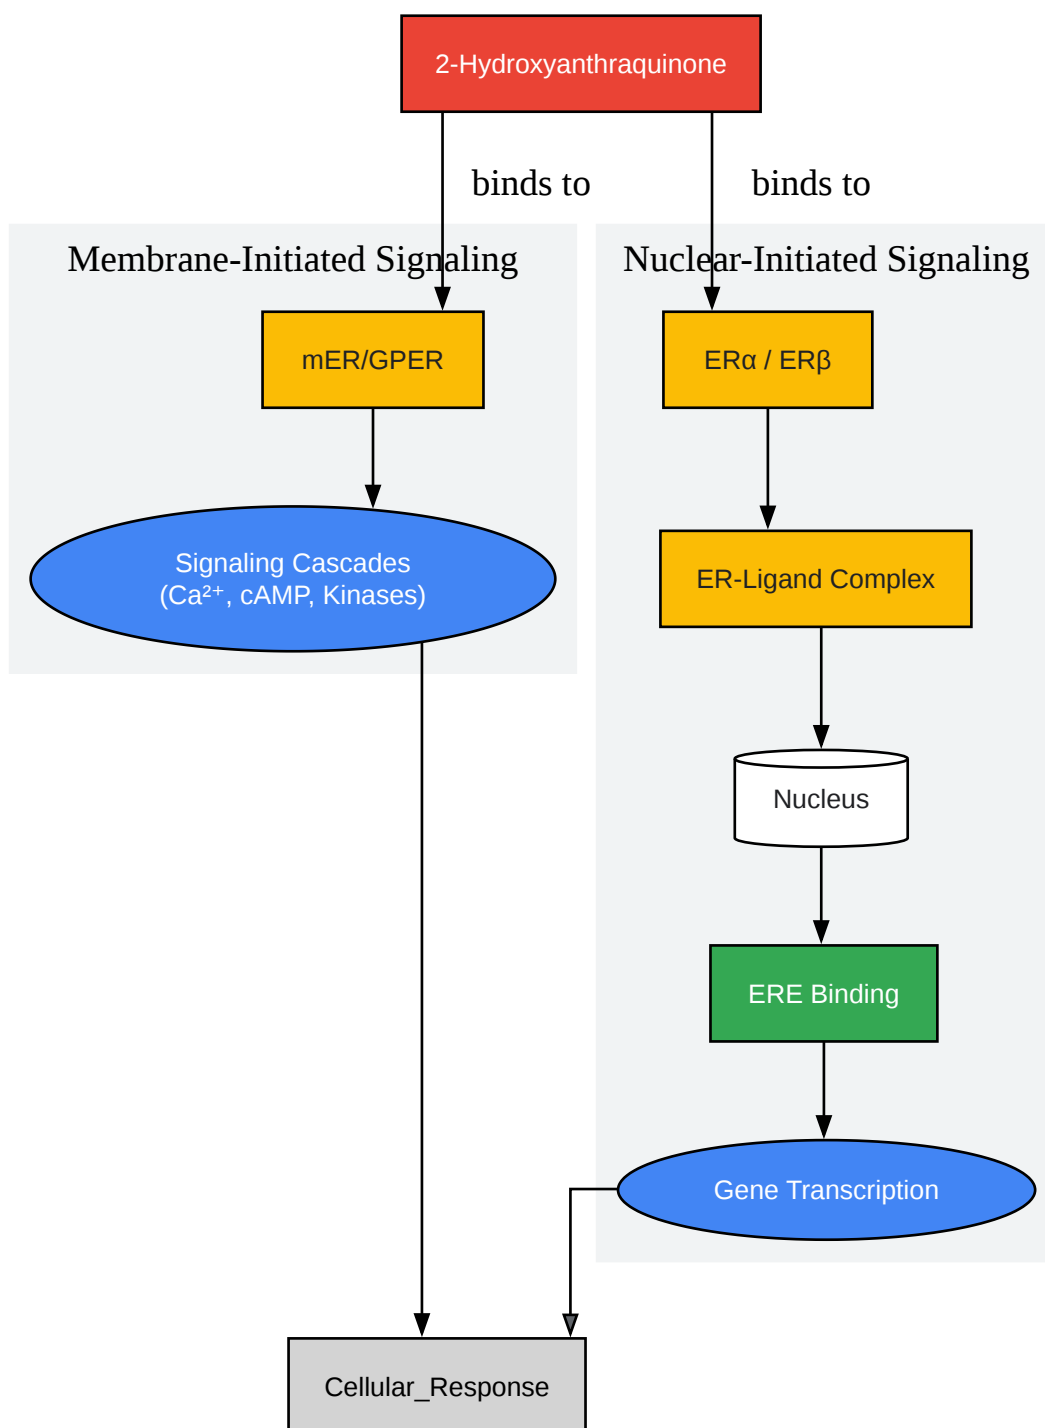 2-Hydroxyanthraquinone
binds to
binds to
Membrane-Initiated Signaling
Nuclear-Initiated Signaling
mER/GPER
ERα / ERβ
Signaling Cascades
(Ca²⁺, cAMP, Kinases)
ER-Ligand Complex
Nucleus
ERE Binding
Gene Transcription
Cellular_Response